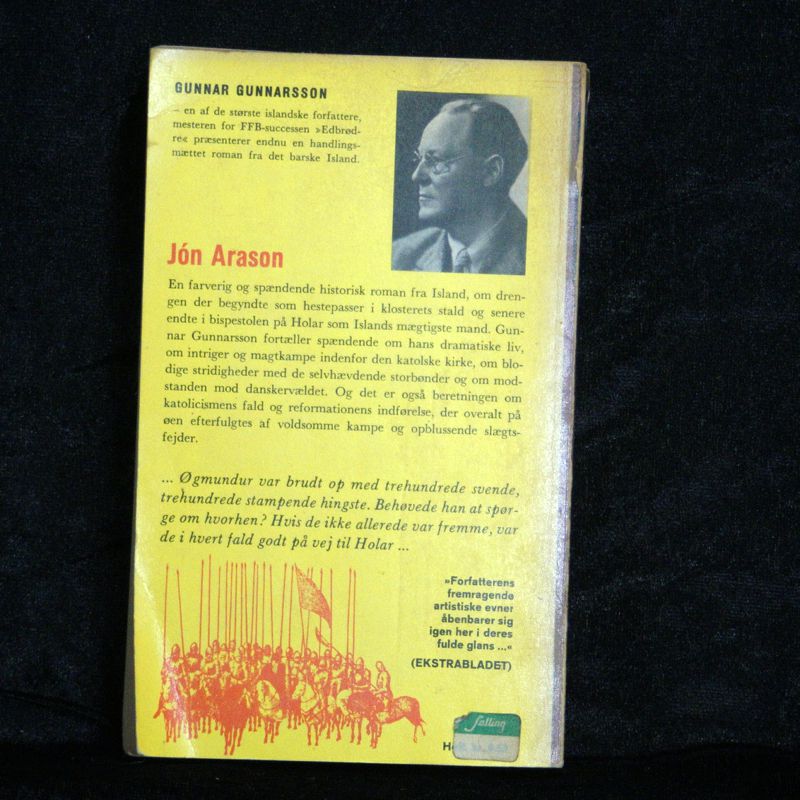 GUNNAR GUNNARSSON
– en af de største islandske forfattere,
mesteren for FFB-successen »Edbrød-
re« præsenterer endnu en handlings-
mættet roman fra det barske Island.
Jón Arason
En farverig og spændende historisk roman fra Island, om dren-
gen der begyndte som hestepasser i klosterets stald og senere
endte i bispestolen på Holar som Islands mægtigste mand. Gun-
nar Gunnarsson fortæller spændende om hans dramatiske liv,
om intriger og magtkampe indenfor den katolske kirke, om blo-
dige stridigheder med de selvhævdende storbønder og om mod-
standen mod danskervældet. Og det er også beretningen om
katolicismens fald og reformationens indførelse, der overalt på
øen efterfulgtes af voldsomme kampe og opblussende slægts-
fejder.
... Øgmundur var brudt op med trehundrede svende,
trehundrede stampende hingste. Behøvede han at spør-
ge om hvorhen? Hvis de ikke allerede var fremme, var
de i hvert fald godt på vej til Holar ...
»Forfatterens
fremragende
artistiske evner
åbenbarer sig
igen her i deres
fulde glans ...«
(EKSTRABLADET)
Salling